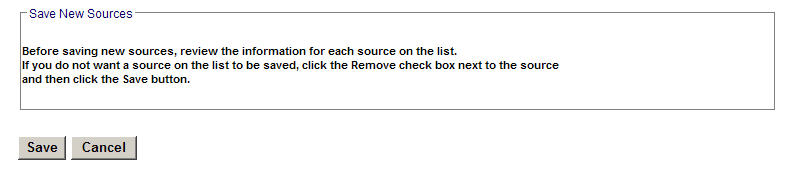 Save New Sources
Before saving new sources, review the information for each source on the list.
If you do not want a source on the list to be saved, click the Remove check box next to the source
and then click the Save button.
Save Cancel